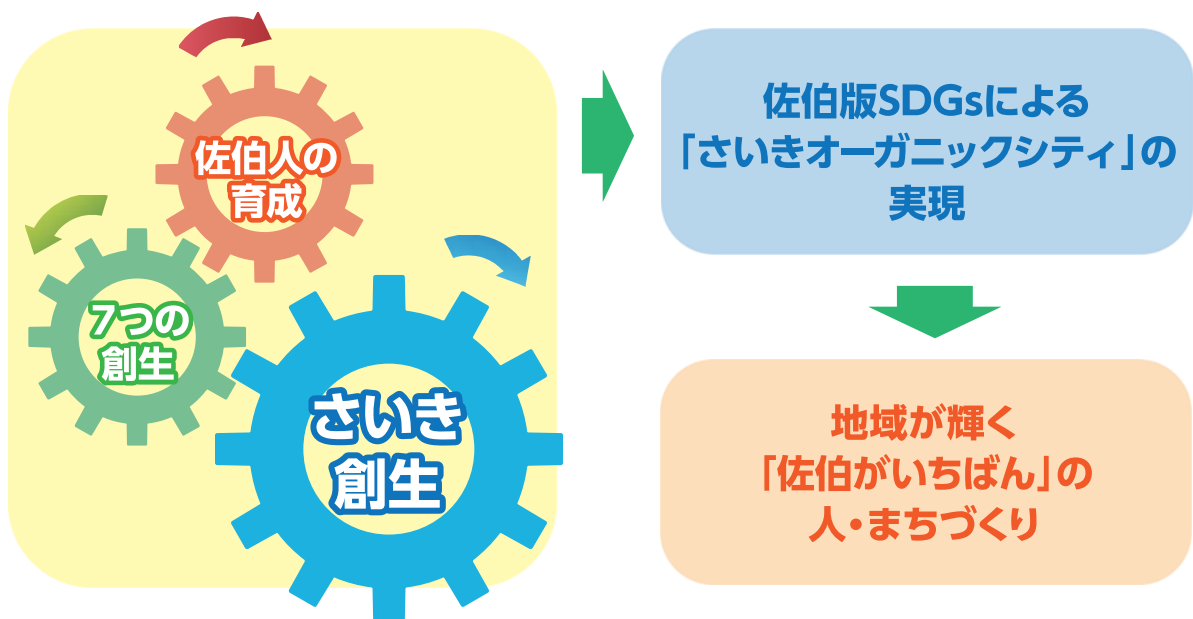 佐伯人の
育成
7つの
創生
さいき
創生
佐伯版SDGsによる
「さいきオーガニックシティ」の
実現
地域が輝く
「佐伯がいちばん」の
人・まちづくり